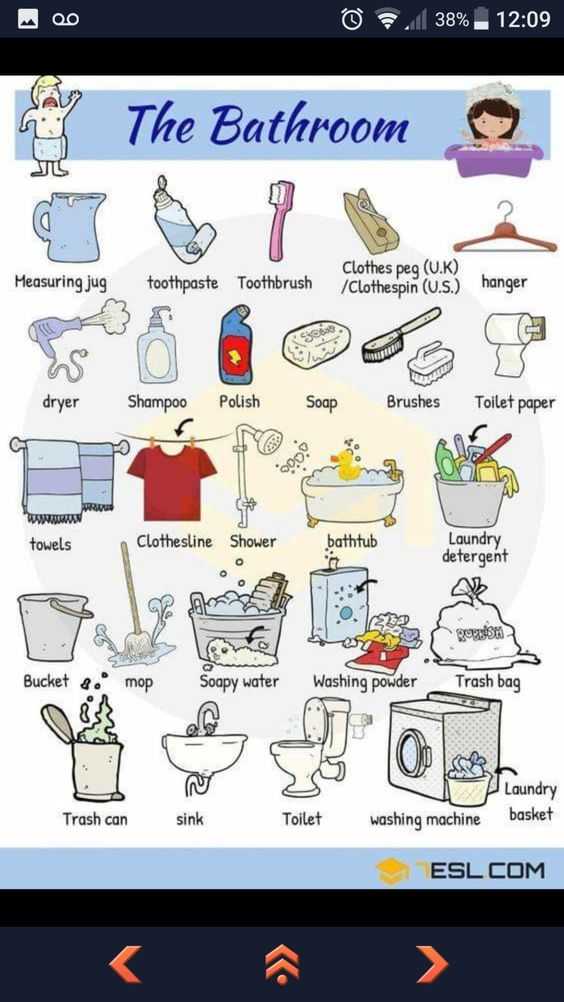 38% 12:09
The Bathroom
Measuring jug
toothpaste
Toothbrush
Clothes peg (U.K)
/Clothespin (U.S.)
hanger
SOAP
dryer
Shampoo
Polish
Soap
Brushes
Toilet paper
towels
Clothesline
Shower
bathtub
Laundry
detergent
RUBBISH
Bucket
mop
Soapy water
Washing powder
Trash bag
Trash can
sink
Toilet
washing machine
Laundry
basket
7ESL.COM